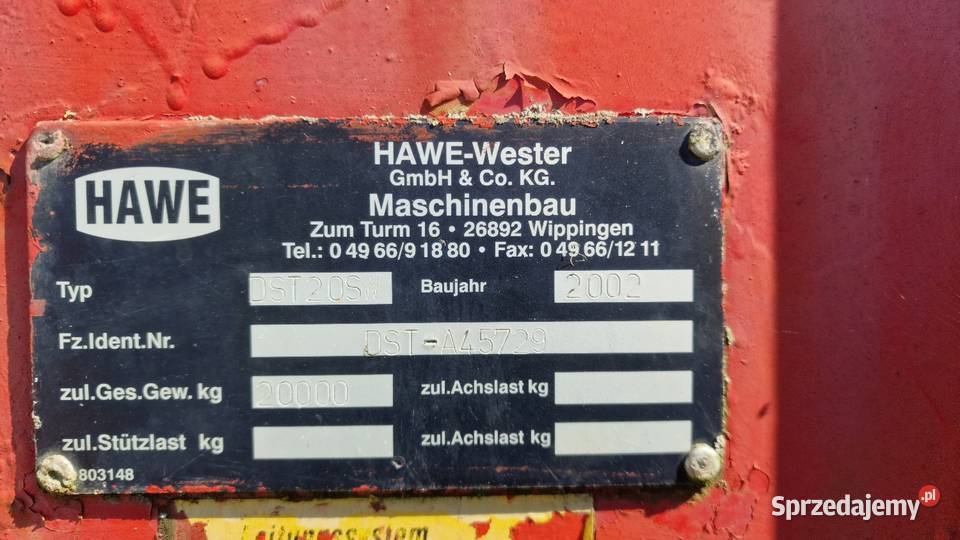 HAWE
HAWE-Wester
GmbH & Co. KG.
Maschinenbau
Zum Turm 16 • 26892 Wippingen
Tel.: 0 49 66/9 18 80 • Fax: 0 49 66/12 11
Typ DST20SW Baujahr 2002
Fz.Ident.Nr. DST-A45729
zul.Ges.Gew. kg 20000 zul.Achslast kg
zul.Stützlast kg zul.Achslast kg
803148
Sprzedajemy.pl